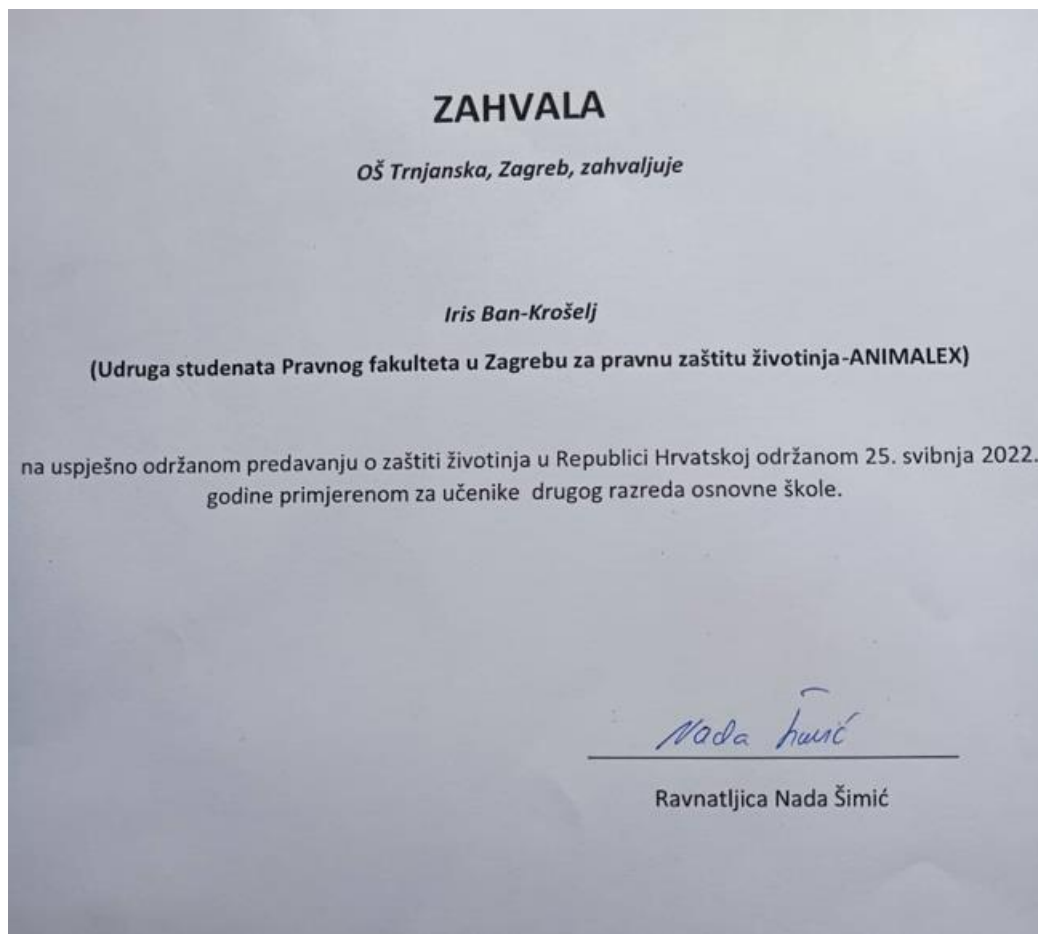 ZAHVALA
OŠ Trnjanska, Zagreb, zahvaljuje
Iris Ban-Krošelj
(Udruga studenata Pravnog fakulteta u Zagrebu za pravnu zaštitu životinja-ANIMALEX)
na uspješno održanom predavanju o zaštiti životinja u Republici Hrvatskoj održanom 25. svibnja 2022.
godine primjerenom za učenike drugog razreda osnovne škole.
Nada Šimić
Ravnatljica Nada Šimić